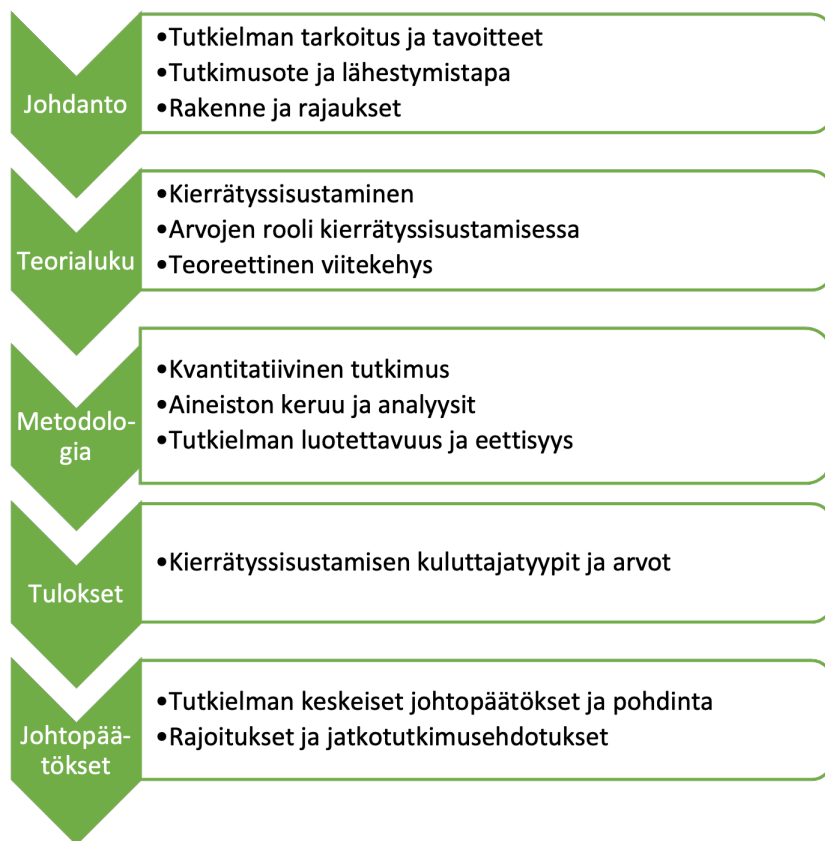 Johdanto
•Tutkielman tarkoitus ja tavoitteet
•Tutkimusote ja lähestymistapa
•Rakenne ja rajaukset
Teorialuku
•Kierrätyssisustaminen
•Arvojen rooli kierrätyssisustamisessa
•Teoreettinen viitekehys
Metodolo-
gia
•Kvantitatiivinen tutkimus
•Aineiston keruu ja analyysit
•Tutkielman luotettavuus ja eettisyys
Tulokset
•Kierrätyssisustamisen kuluttajatyypit ja arvot
Johtopää-
tökset
•Tutkielman keskeiset johtopäätökset ja pohdinta
•Rajoitukset ja jatkotutkimusehdotukset